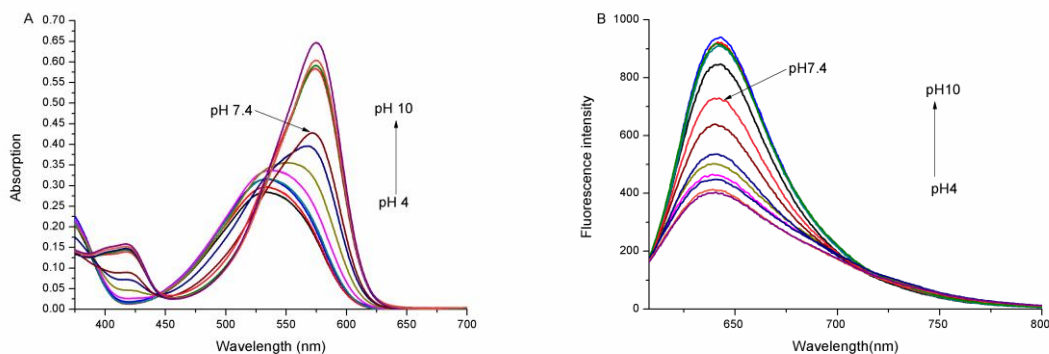 A
0.70
0.65
0.60
0.55
0.50
0.45
0.40
0.35
0.30
0.25
0.20
0.15
0.10
0.05
0.00
Absorption
pH 7.4
pH 10
pH 4
400
450
500
550
600
650
700
Wavelength (nm)
B
1000
800
600
400
200
0
Fluorescence intensity
pH7.4
pH10
pH4
650
700
750
800
Wavelength(nm)